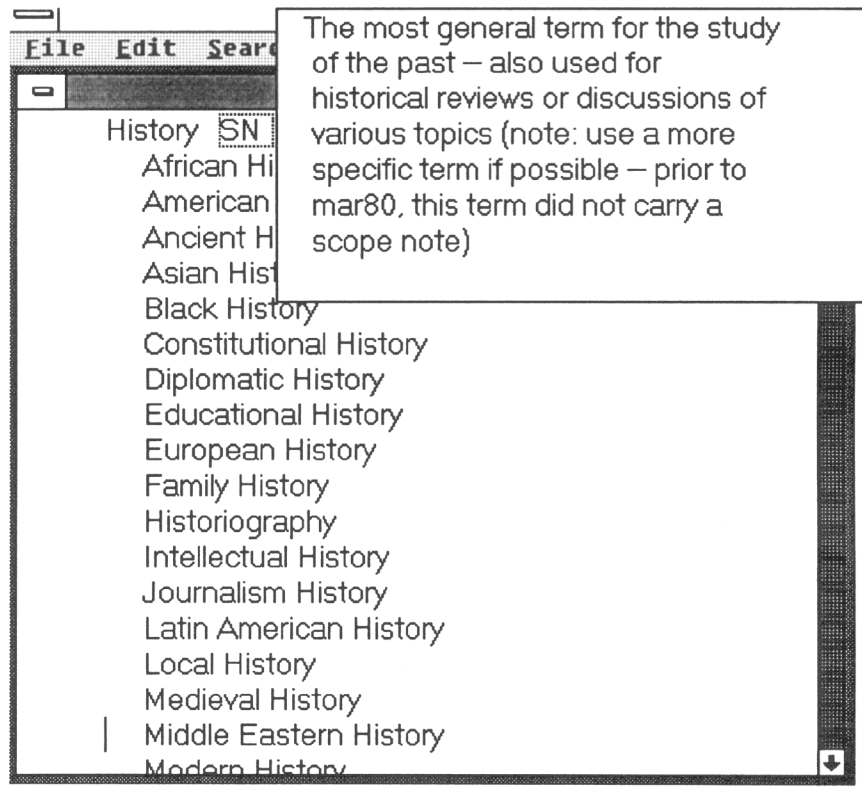 File Edit Sear
The most general term for the study
of the past — also used for
historical reviews or discussions of
various topics (note: use a more
specific term if possible — prior to
mar80, this term did not carry a
scope note)
History SN
African Hi
American
Ancient H
Asian Hist
Black History
Constitutional History
Diplomatic History
Educational History
European History
Family History
Historiography
Intellectual History
Journalism History
Latin American History
Local History
Medieval History
Middle Eastern History
Modern History